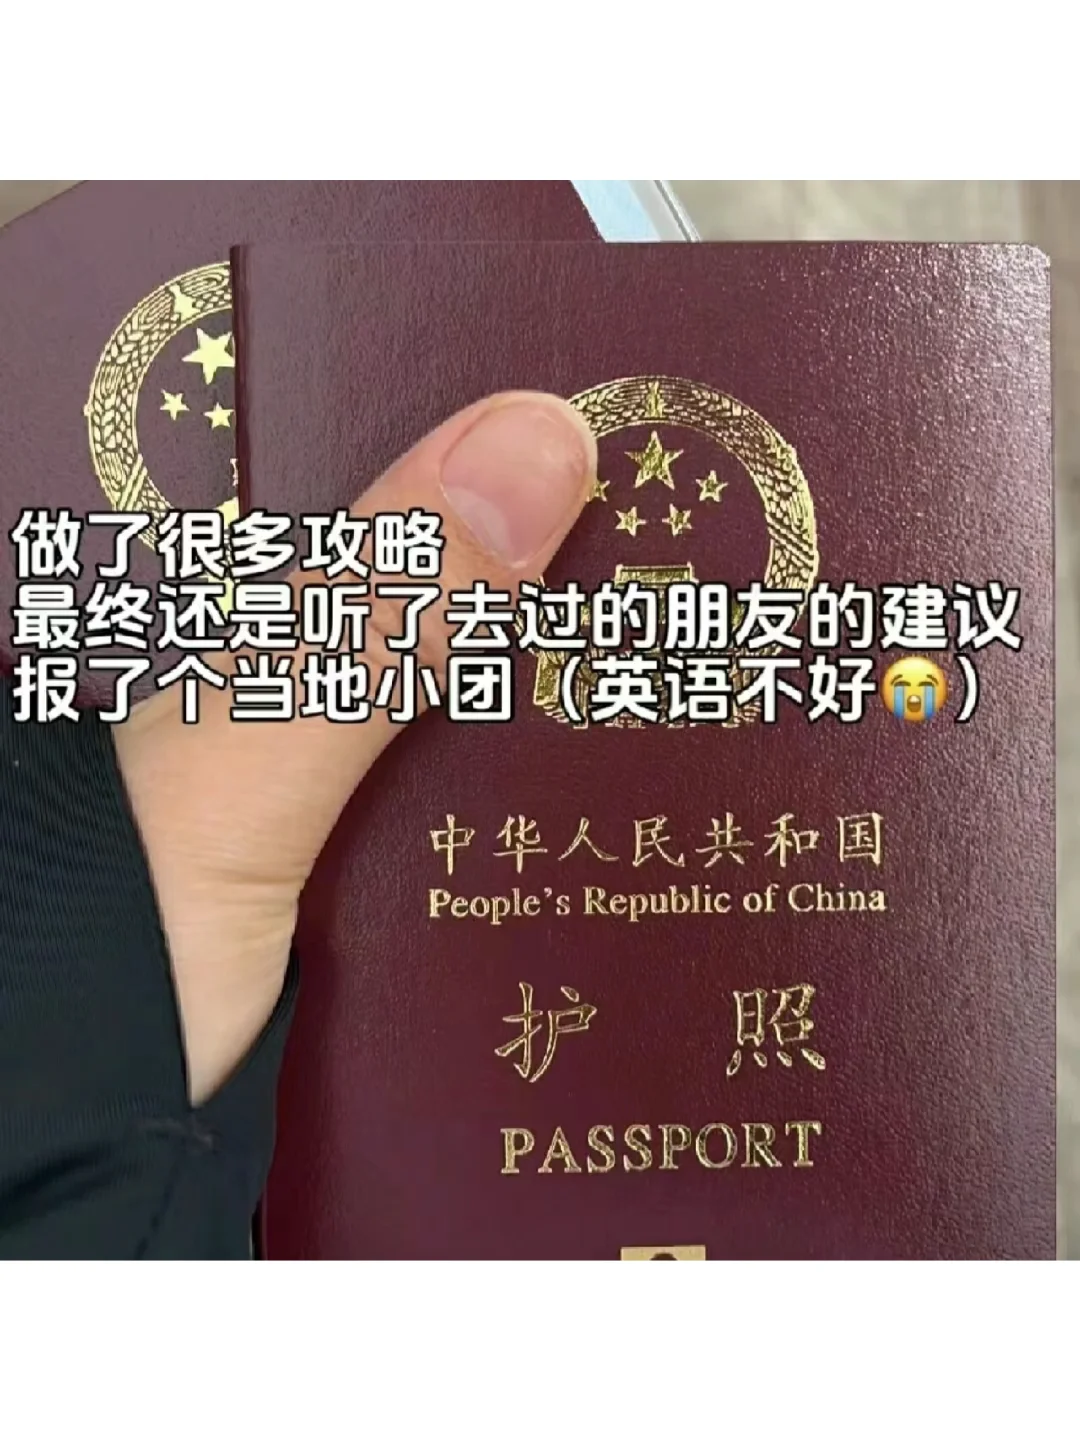 做了很多攻略
最终还是听了去过的朋友的建议
报了个当地小团（英语不好😭）
中华人民共和国
People's Republic of China
护照
PASSPORT